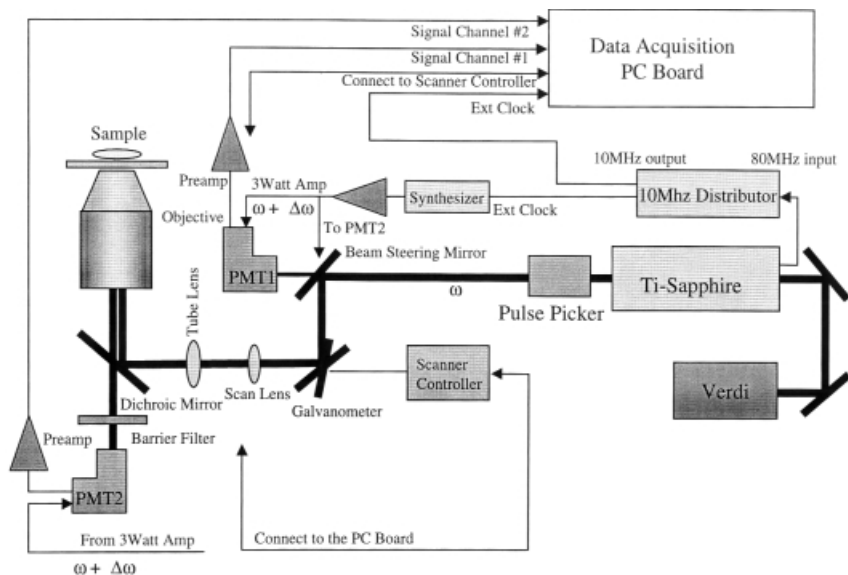 Signal Channel #2
Signal Channel #1
Connect to Scanner Controller
Ext Clock
Data Acquisition
PC Board
Sample
Preamp
Objective
3Watt Amp
ω + Δω
To PMT2
Synthesizer
Ext Clock
10MHz output
80MHz input
10Mhz Distributor
PMT1
Beam Steering Mirror
ω
Pulse Picker
Ti-Sapphire
Verdi
Tube Lens
Scan Lens
Galvanometer
Scanner
Controller
Dichroic Mirror
Barrier Filter
Preamp
PMT2
From 3Watt Amp
ω + Δω
Connect to the PC Board